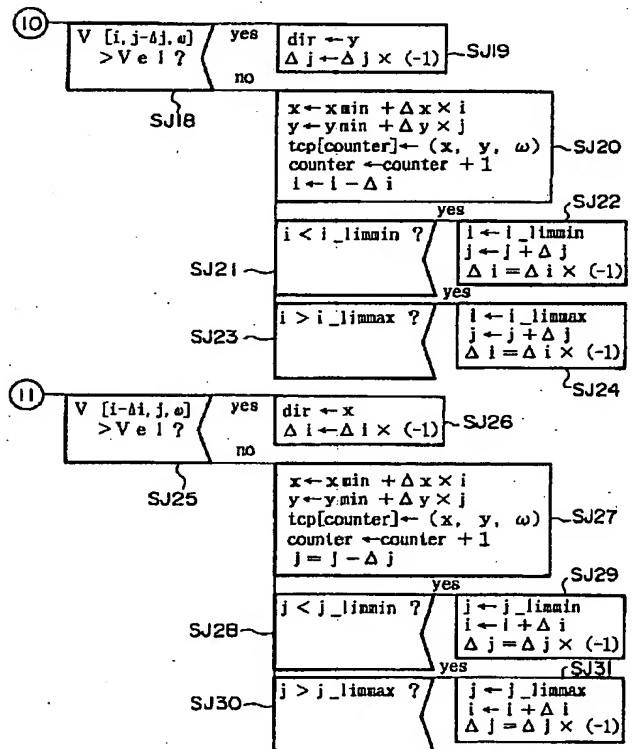 10
V [i, j-Δj, ω]
>V e l ?
yes
no
SJ18
dir ← y
Δ j ← Δ j × (-1)
SJ19
x ← x min + Δ x × i
y ← y min + Δ y × j
tcp[counter] ← (x, y, ω)
counter ← counter + 1
i ← i - Δ i
SJ20
yes
SJ22
i < i_limmin ?
SJ21
i ← i_limmin
j ← j + Δ j
Δ i = Δ i × (-1)
yes
i > i_limmax ?
SJ23
i ← i_limmax
j ← j + Δ j
Δ i = Δ i × (-1)
SJ24
11
V [i-Δi, j, ω]
>V e l ?
yes
no
SJ25
dir ← x
Δ i ← Δ i × (-1)
SJ26
x ← x min + Δ x × i
y ← y min + Δ y × j
tcp[counter] ← (x, y, ω)
counter ← counter + 1
j = j - Δ j
SJ27
yes
SJ29
j < j_limmin ?
SJ28
j ← j_limmin
i ← i + Δ i
Δ j = Δ j × (-1)
yes
SJ31
j > j_limmax ?
SJ30
j ← j_limmax
i ← i + Δ i
Δ j = Δ j × (-1)